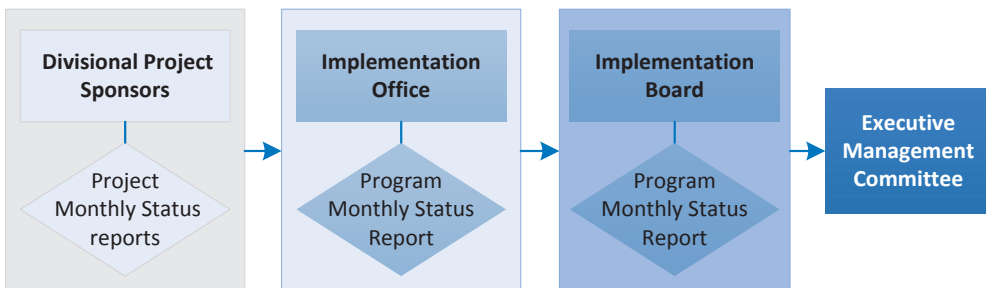 Divisional Project
Sponsors
Project
Monthly Status
reports
Implementation
Office
Program
Monthly Status
Report
Implementation
Board
Program
Monthly Status
Report
Executive
Management
Committee